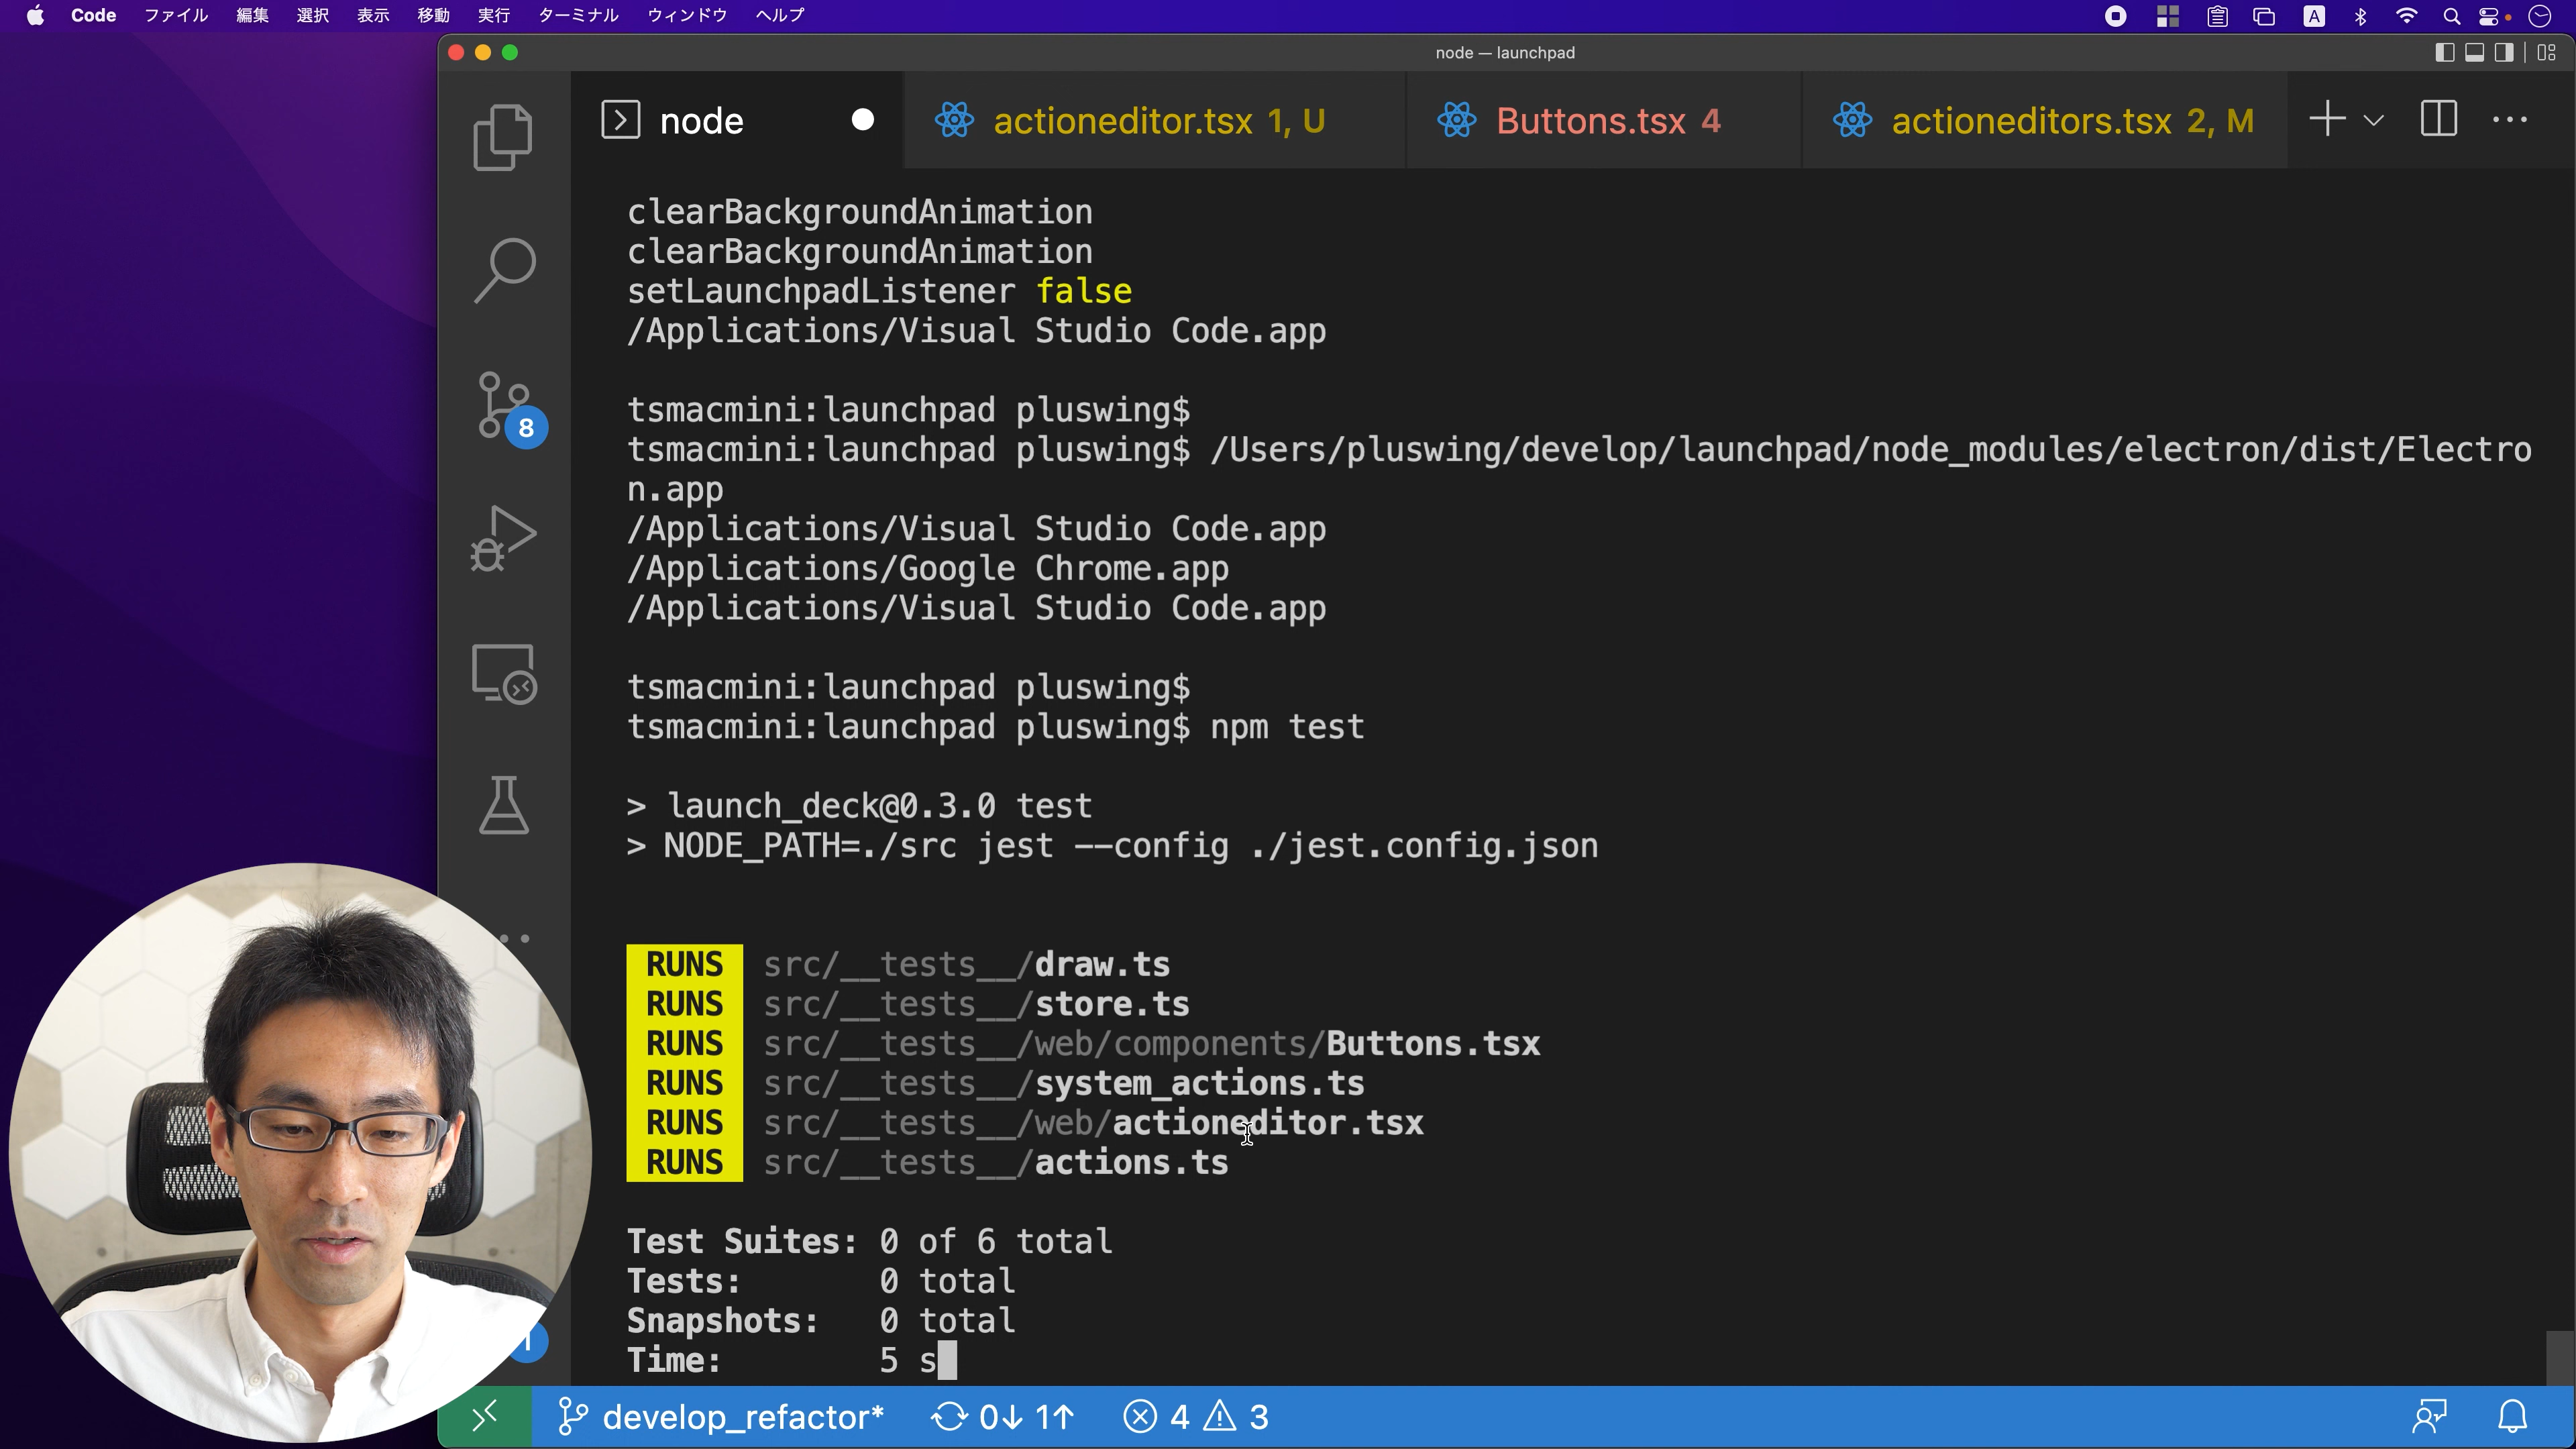 Code ファイル 編集 選択 表示 移動 実行 ターミナル ウィンドウ ヘルプ A
node — launchpad
node actioneditor.tsx 1, U Buttons.tsx 4 actioneditors.tsx 2, M
clearBackgroundAnimation
clearBackgroundAnimation
setLaunchpadListener false
/Applications/Visual Studio Code.app
tsmacmini:launchpad pluswing$
tsmacmini:launchpad pluswing$ /Users/pluswing/develop/launchpad/node_modules/electron/dist/Electro
n.app
/Applications/Visual Studio Code.app
/Applications/Google Chrome.app
/Applications/Visual Studio Code.app
tsmacmini:launchpad pluswing$
tsmacmini:launchpad pluswing$ npm test
> launch_deck@0.3.0 test
> NODE_PATH=./src jest --config ./jest.config.json
RUNS src/__tests__/draw.ts
RUNS src/__tests__/store.ts
RUNS src/__tests__/web/components/Buttons.tsx
RUNS src/__tests__/system_actions.ts
RUNS src/__tests__/web/actioneditor.tsx
RUNS src/__tests__/actions.ts
Test Suites: 0 of 6 total
Tests: 0 total
Snapshots: 0 total
Time: 5 s
8
1
develop_refactor* 0↓ 1↑ 4 3